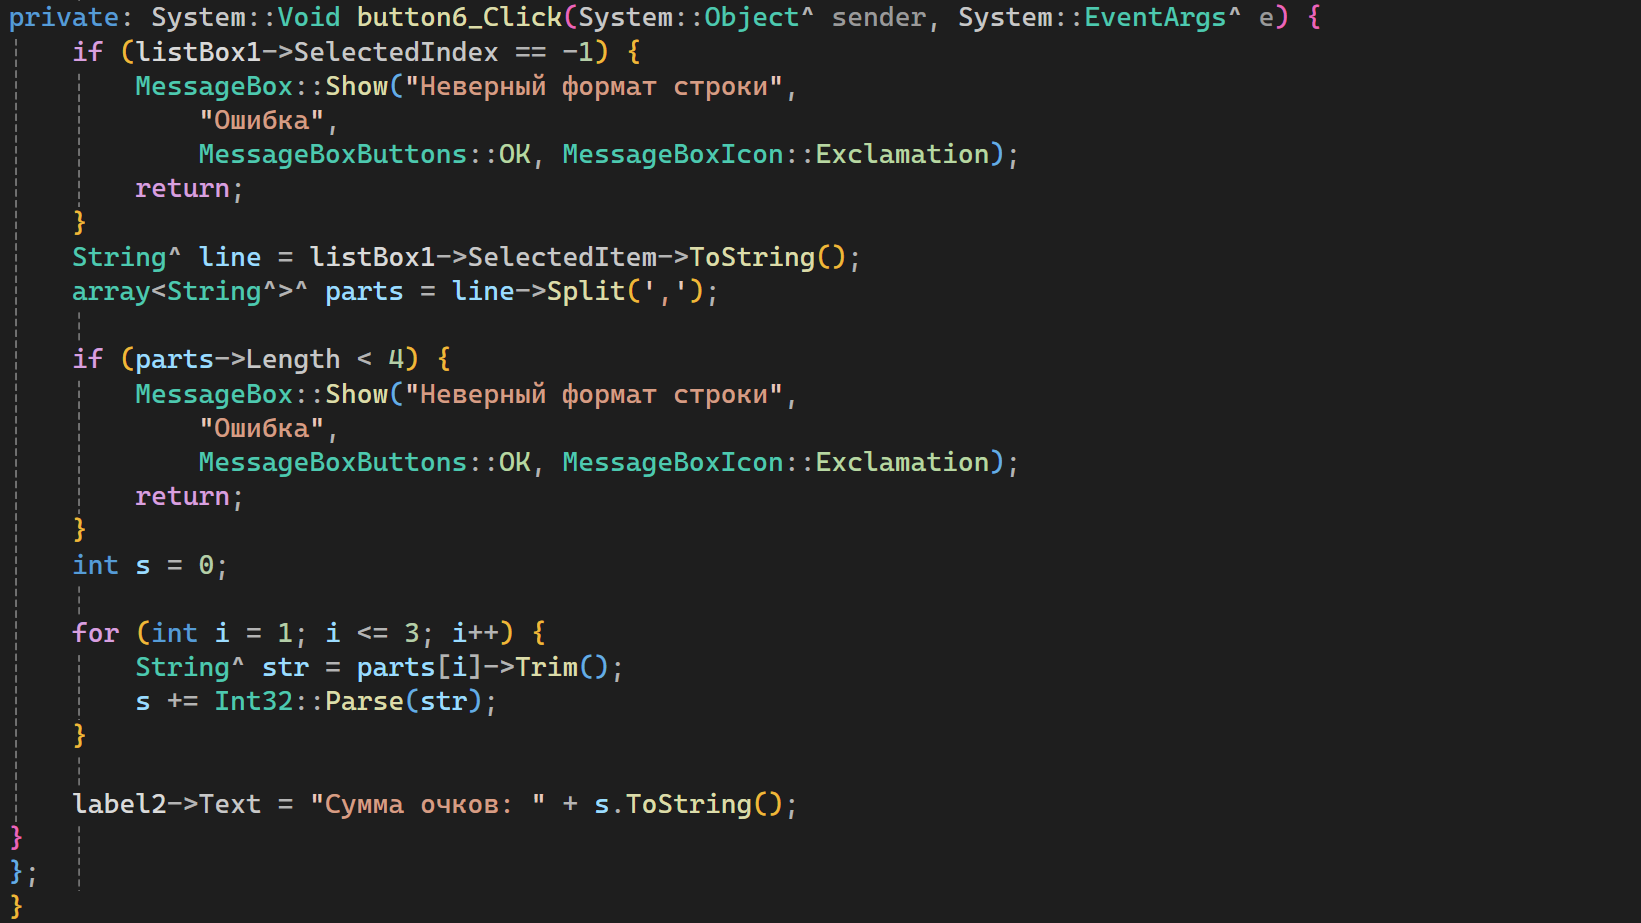 private: System::Void button6_Click(System::Object^ sender, System::EventArgs^ e) {
    if (listBox1->SelectedIndex == -1) {
        MessageBox::Show("Неверный формат строки",
            "Ошибка",
            MessageBoxButtons::OK, MessageBoxIcon::Exclamation);
        return;
    }
    String^ line = listBox1->SelectedItem->ToString();
    array<String^>^ parts = line->Split(',');

    if (parts->Length < 4) {
        MessageBox::Show("Неверный формат строки",
            "Ошибка",
            MessageBoxButtons::OK, MessageBoxIcon::Exclamation);
        return;
    }
    int s = 0;

    for (int i = 1; i <= 3; i++) {
        String^ str = parts[i]->Trim();
        s += Int32::Parse(str);
    }

    label2->Text = "Сумма очков: " + s.ToString();
}
};
}